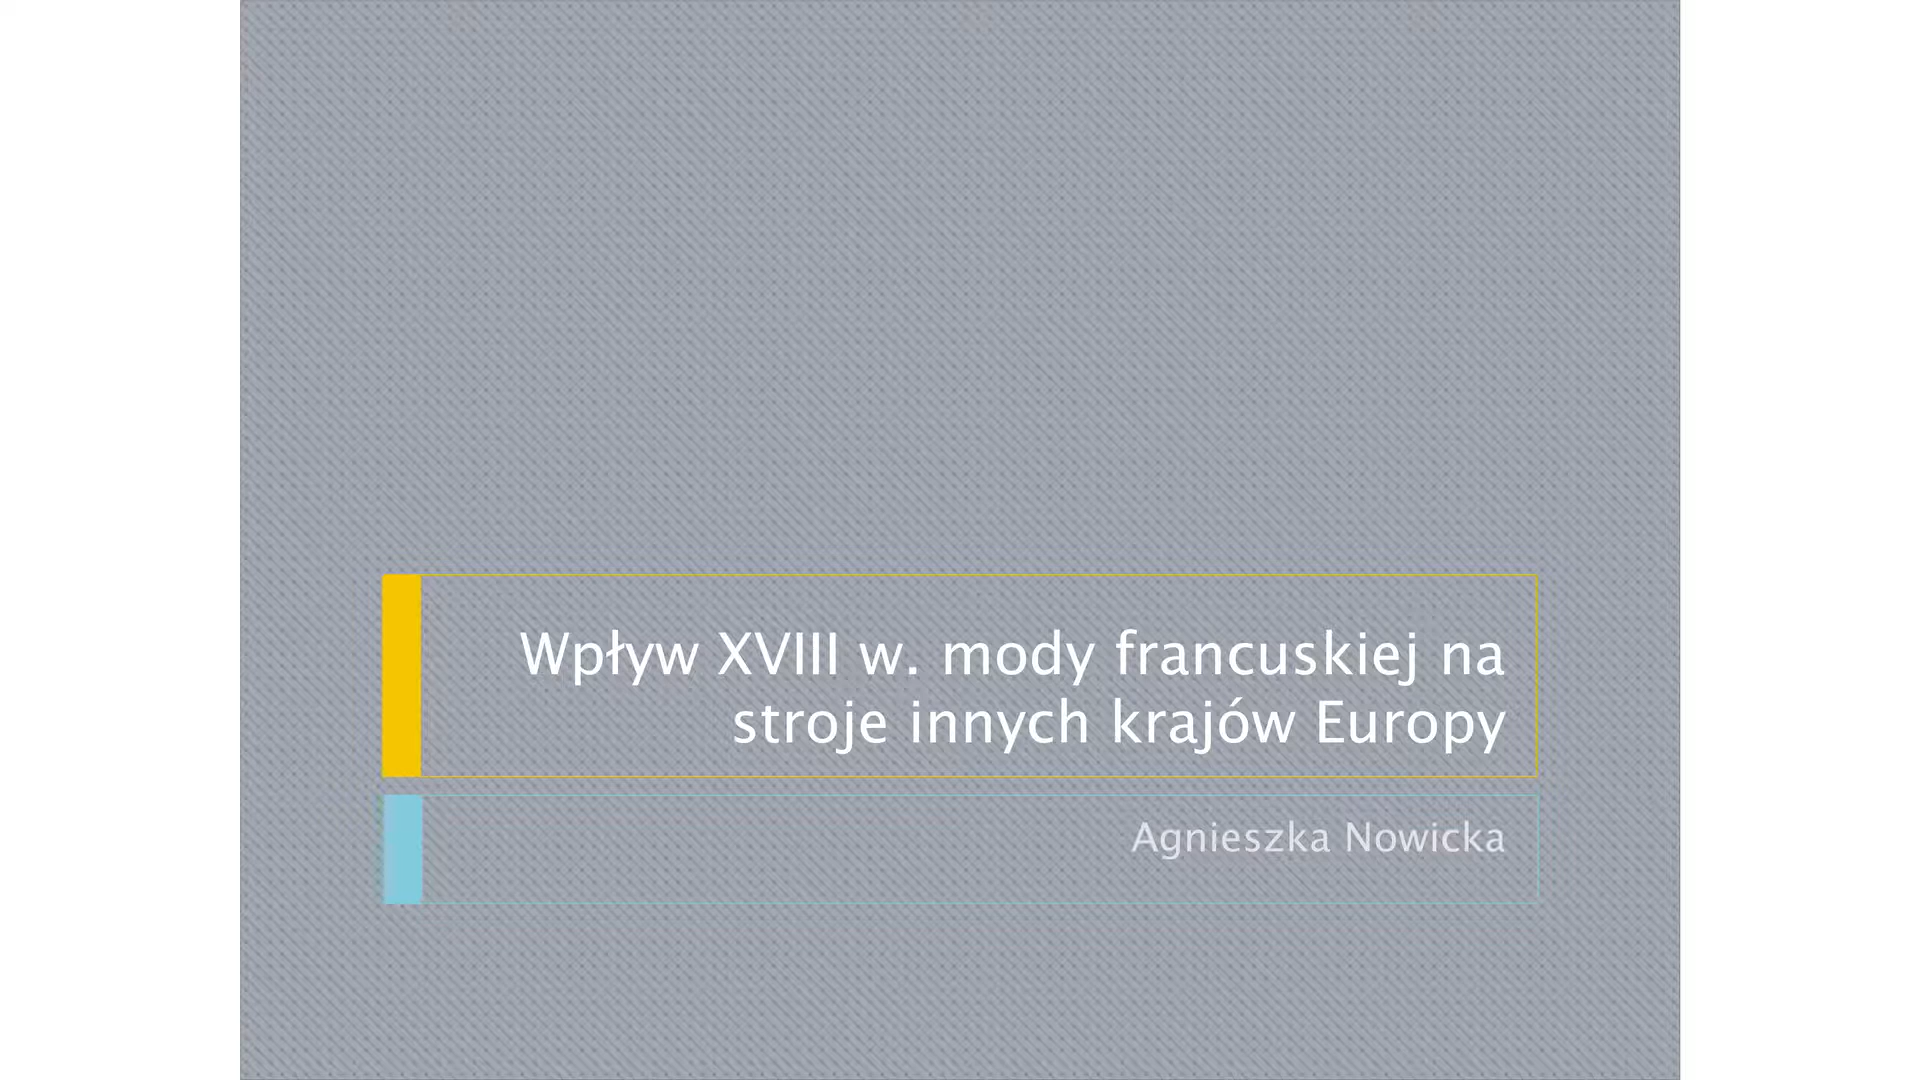 Wpływ XVIII w. mody francuskiej na
stroje innych krajów Europy
Agnieszka Nowicka